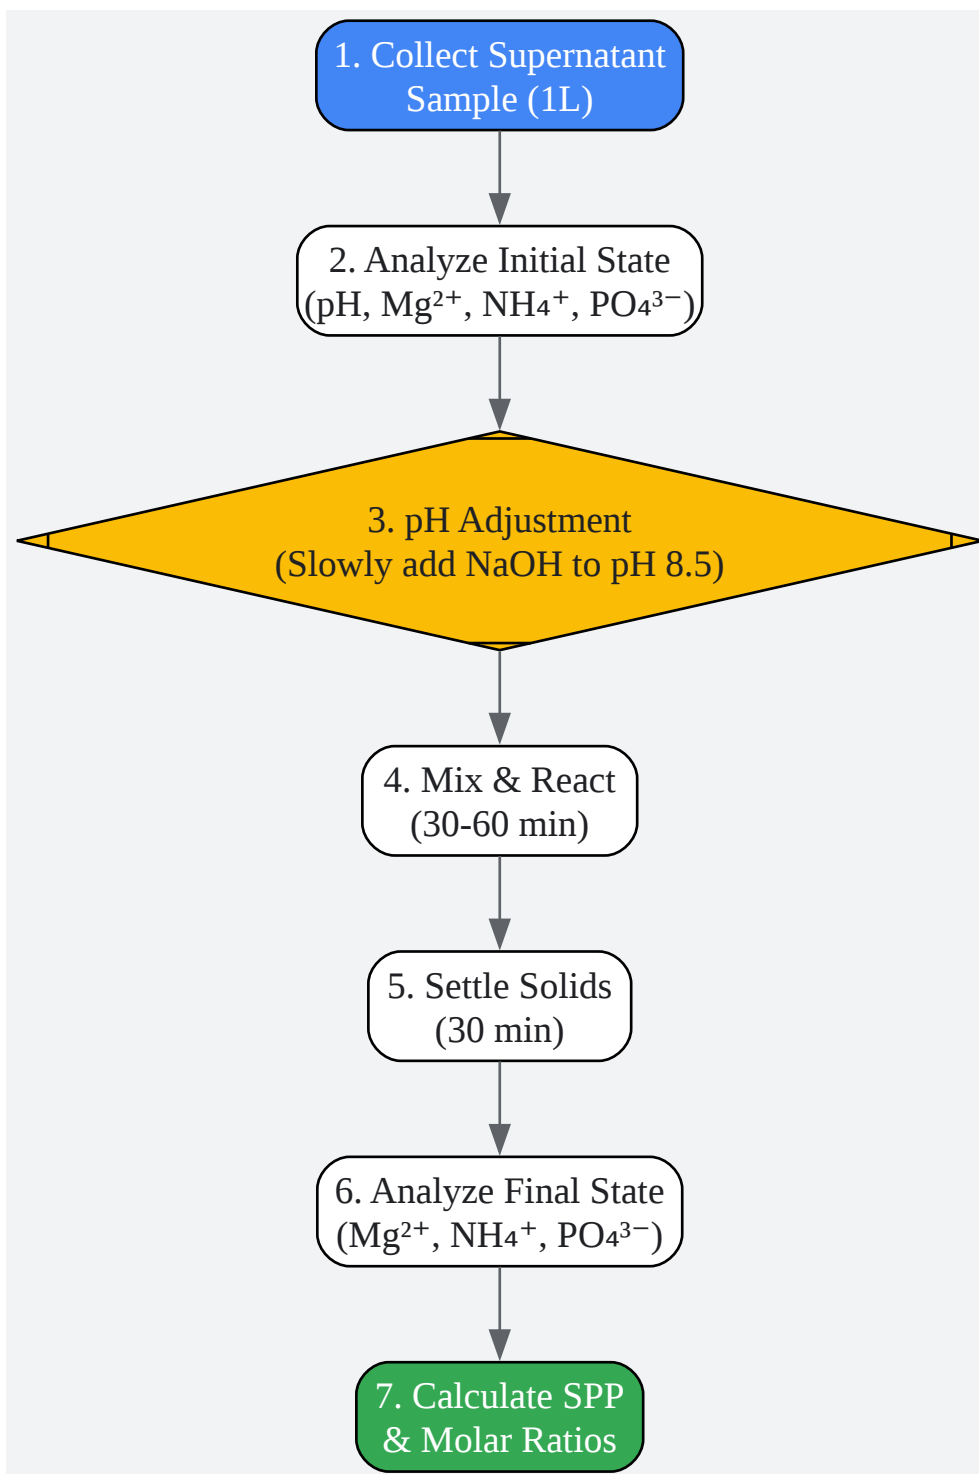 1. Collect Supernatant
Sample (1L)
2. Analyze Initial State
(pH, Mg²⁺, NH₄⁺, PO₄³⁻)
3. pH Adjustment
(Slowly add NaOH to pH 8.5)
4. Mix & React
(30-60 min)
5. Settle Solids
(30 min)
6. Analyze Final State
(Mg²⁺, NH₄⁺, PO₄³⁻)
7. Calculate SPP
& Molar Ratios